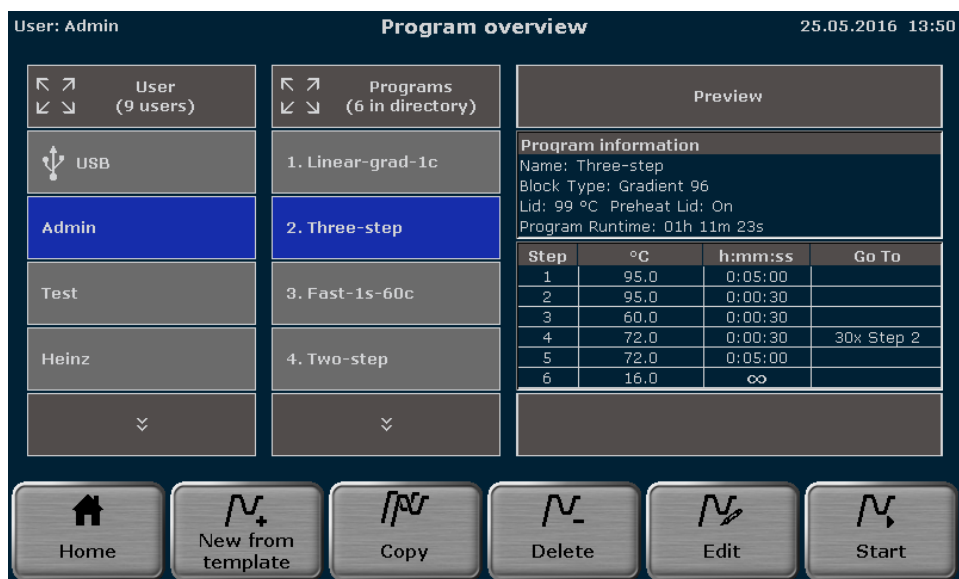 User: Admin
Program overview
25.05.2016 13:50
User
(9 users)
USB
Admin
Test
Heinz
Programs
(6 in directory)
1. Linear-grad-1c
2. Three-step
3. Fast-1s-60c
4. Two-step
Preview
Program information
Name: Three-step
Block Type: Gradient 96
Lid: 99 °C Preheat Lid: On
Program Runtime: 01h 11m 23s
Step °C h:mm:ss Go To
1 95.0 0:05:00
2 95.0 0:00:30
3 60.0 0:00:30
4 72.0 0:00:30 30x Step 2
5 72.0 0:05:00
6 16.0 ∞
Home
New from
template
Copy
Delete
Edit
Start